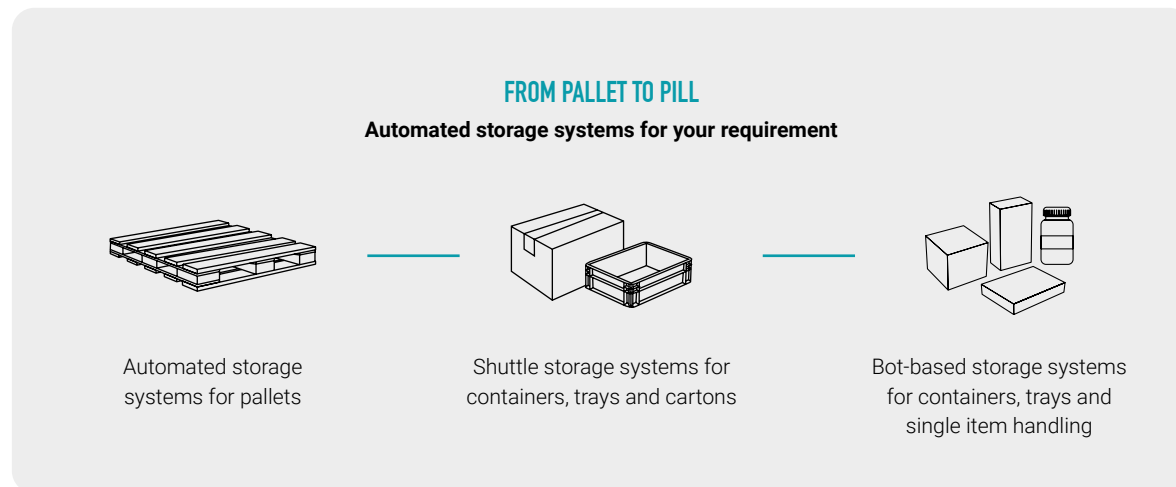 FROM PALLET TO PILL
Automated storage systems for your requirement
Automated storage
systems for pallets
Shuttle storage systems for
containers, trays and cartons
Bot-based storage systems
for containers, trays and
single item handling